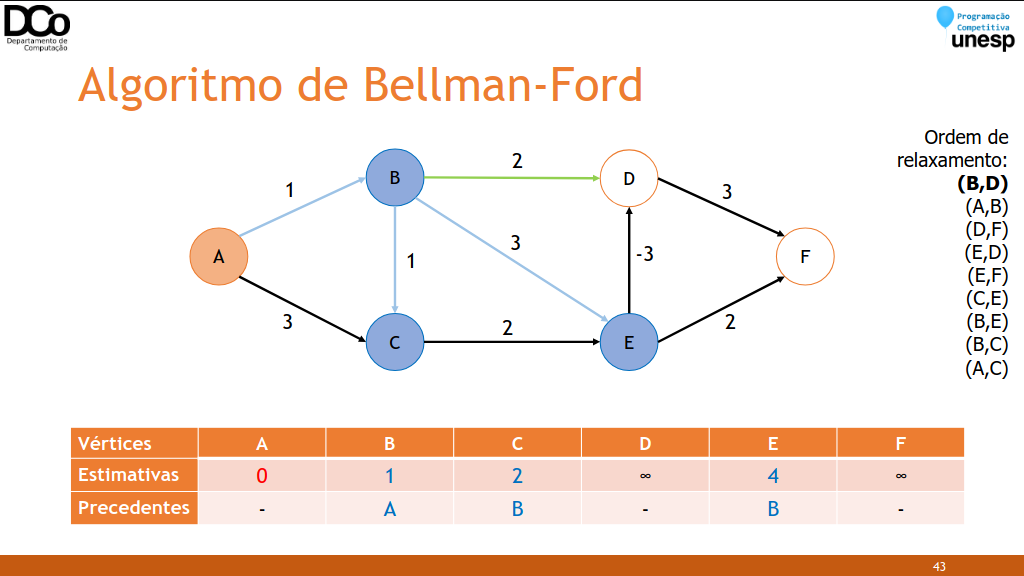 DCo
Departamento de
Computação
Programação
Competitiva
unesp
Algoritmo de Bellman-Ford
Ordem de
relaxamento:
(B,D)
(A,B)
(D,F)
(E,D)
(E,F)
(C,E)
(B,E)
(B,C)
(A,C)
2
B
D
1
3
3
A
1
-3
F
3
2
2
C
E
Vértices A B C D E F
Estimativas 0 1 2 ∞ 4 ∞
Precedentes - A B - B -
43